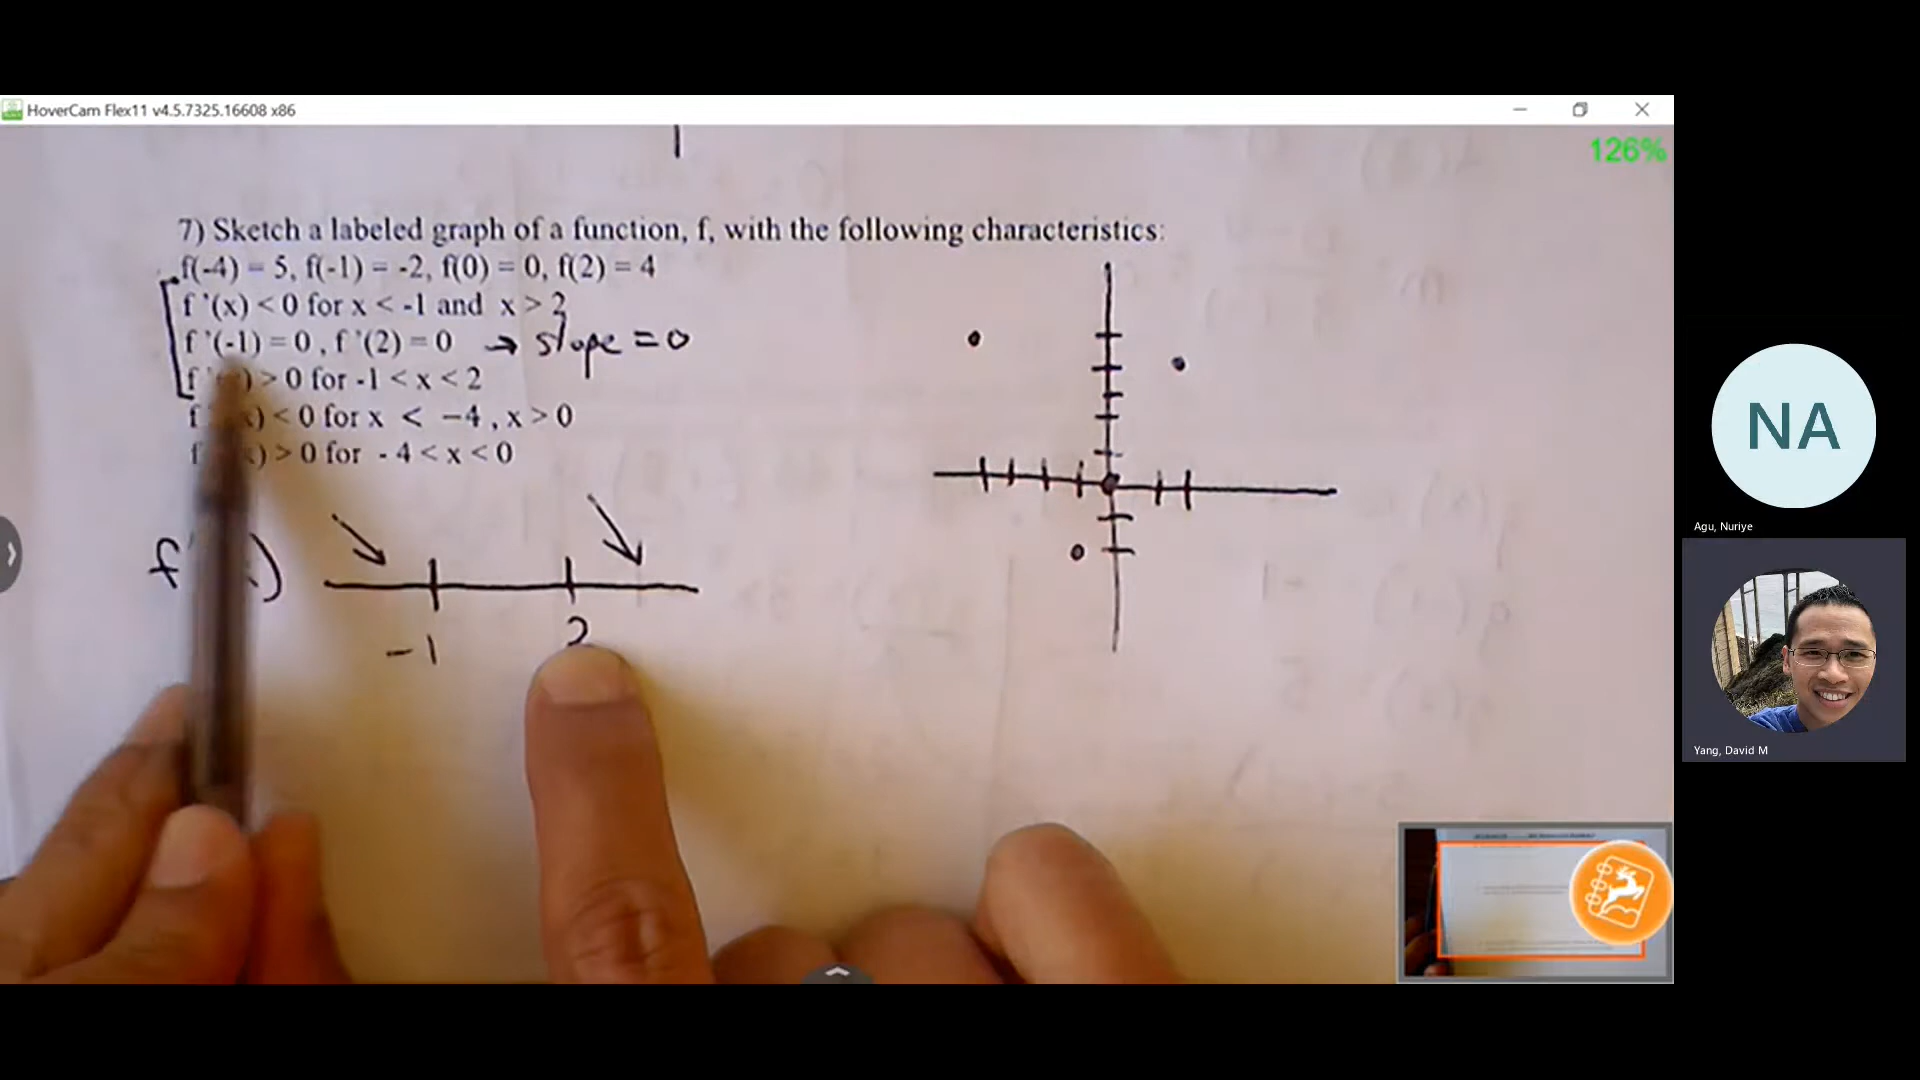 HoverCam Flex11 v4.5.7325.16608 x86
126%
7) Sketch a labeled graph of a function, f, with the following characteristics:
f(-4) = 5, f(-1) = -2, f(0) = 0, f(2) = 4
f '(x) < 0 for x < -1 and x > 2
f '(-1) = 0 , f '(2) = 0 → slope = 0
f ) > 0 for -1 < x < 2
f ) < 0 for x < -4 , x > 0
f ) > 0 for - 4 < x < 0
f )
-1 2
NA
Agu, Nuriye
Yang, David M